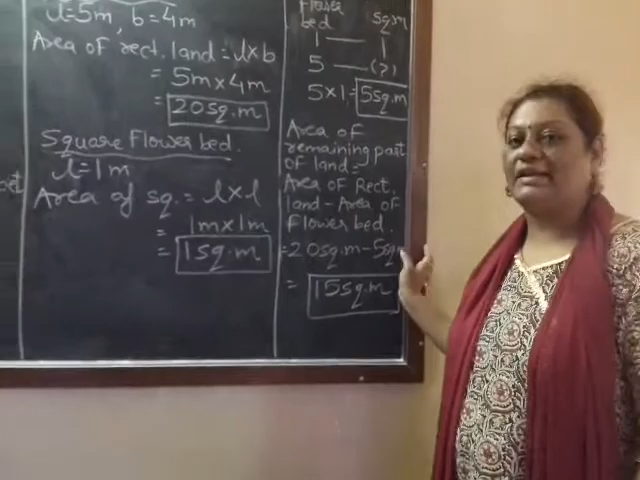 l=5m, b=4m
Area of rect. land = l×b
= 5m×4m
= 20sq.m
Square Flower bed.
l=1m
Area of sq. = l×l
= 1m×1m
= 1sq.m
Flower bed sqm
1 — 1
5 — (?)
5×1= 5sq.m
Area of
remaining part
of land =
Area of Rect.
land - Area of
Flower bed.
=20sq.m-5sq
= 15sq.m